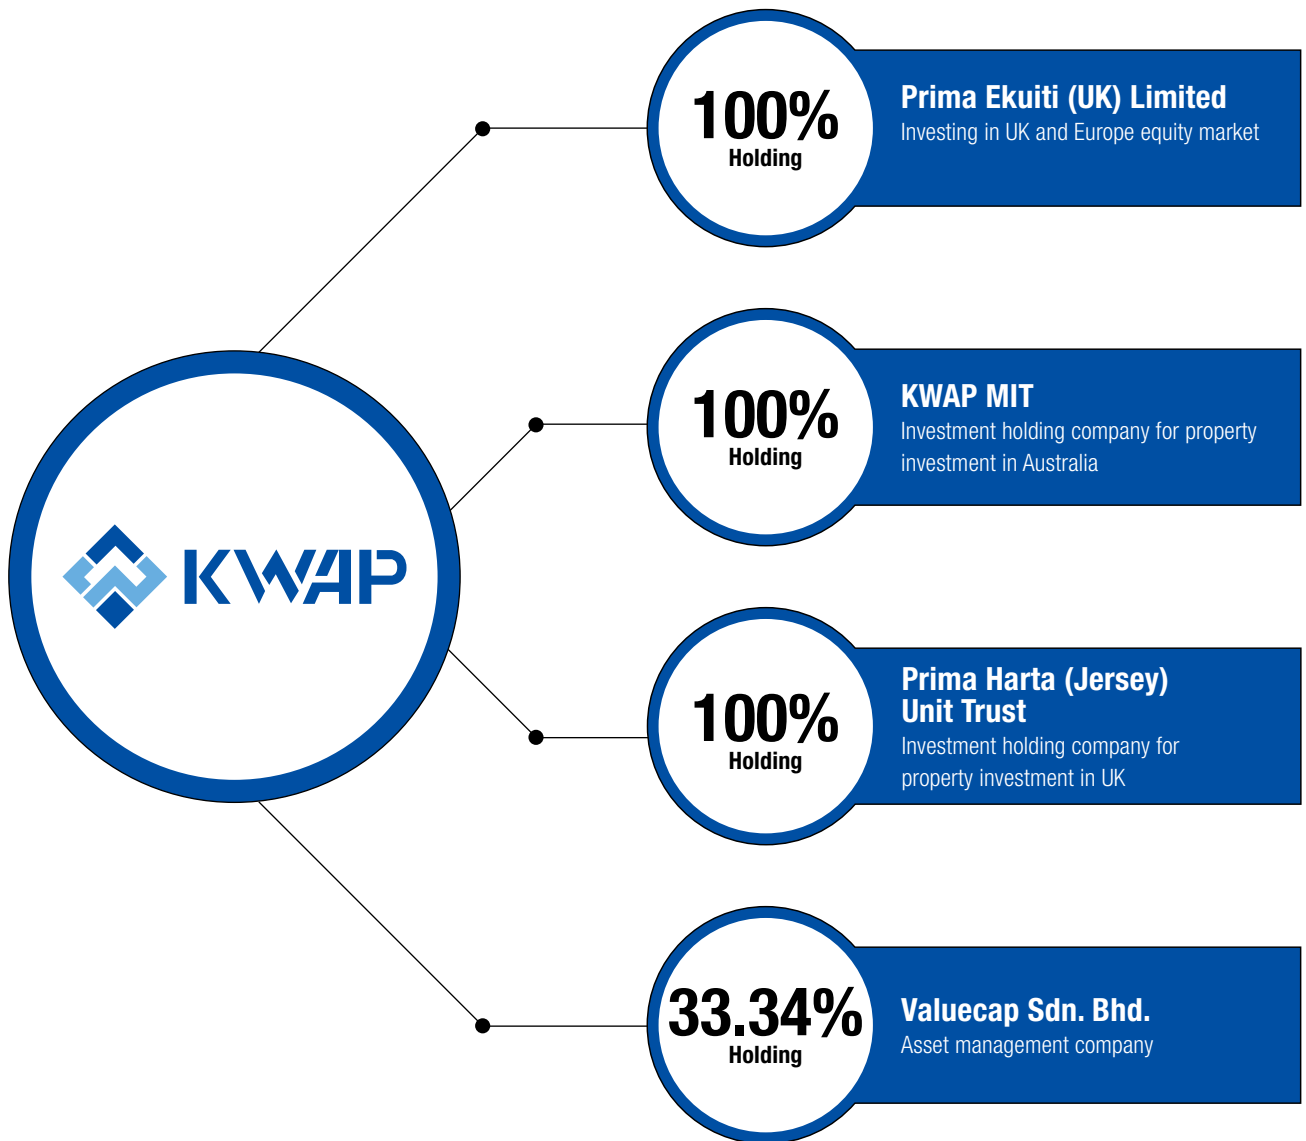 100%
Holding
Prima Ekuiti (UK) Limited
Investing in UK and Europe equity market
100%
Holding
KWAP MIT
Investment holding company for property
investment in Australia
KWAP
100%
Holding
Prima Harta (Jersey)
Unit Trust
Investment holding company for
property investment in UK
33.34%
Holding
Valuecap Sdn. Bhd.
Asset management company